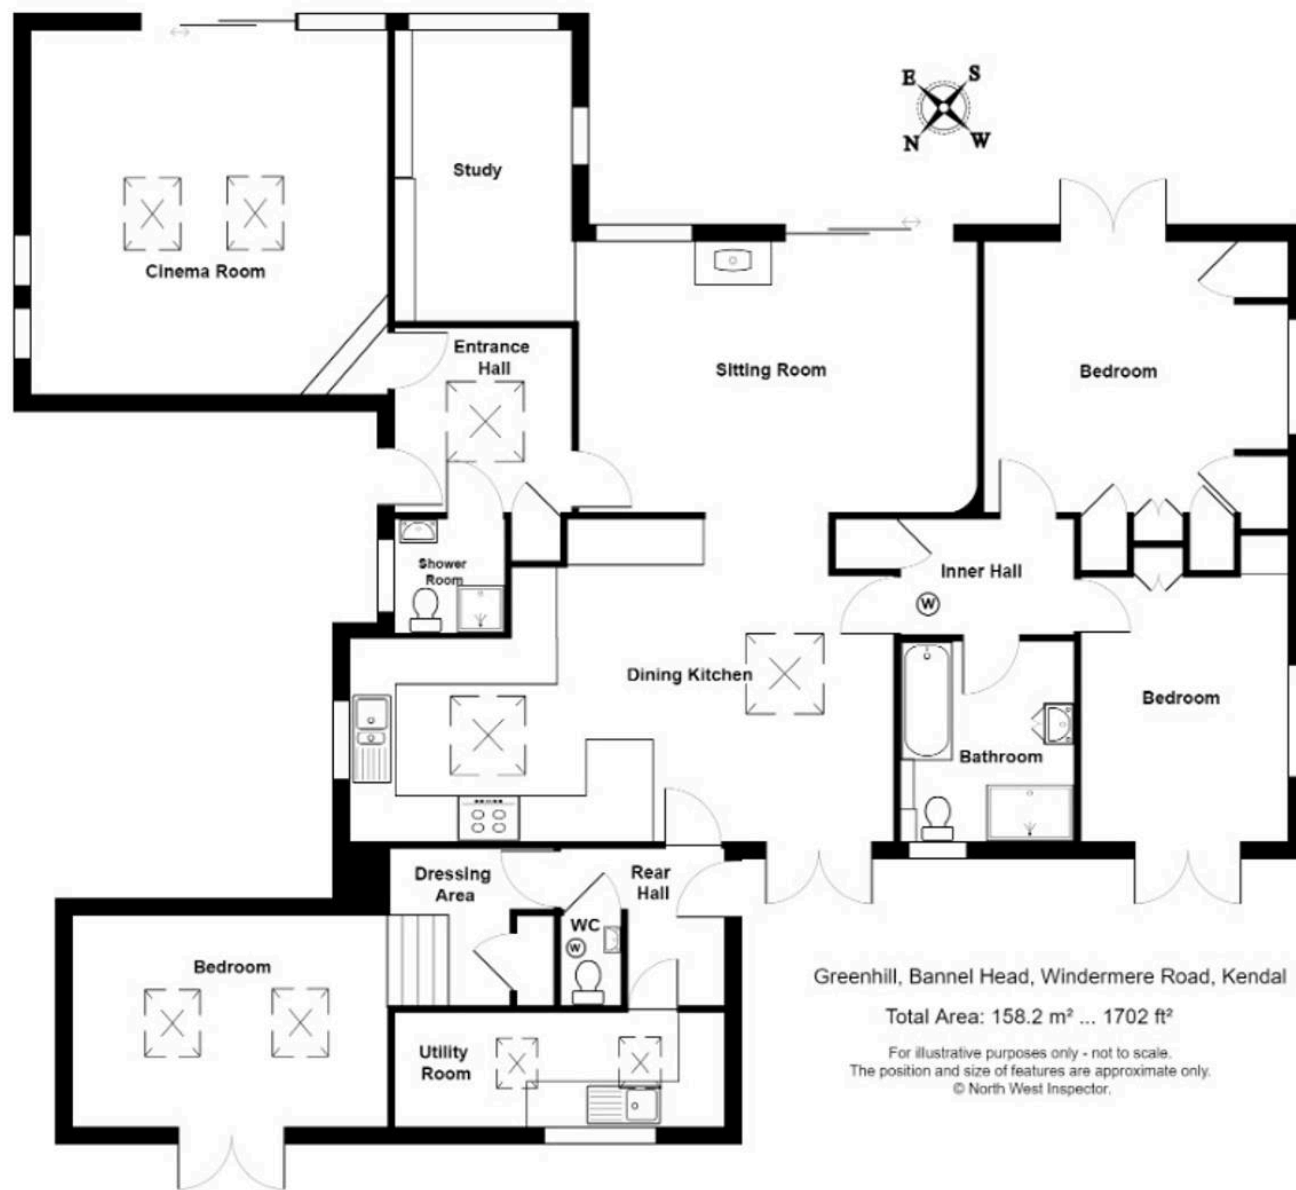 E S
N W
Study
Cinema Room
Entrance
Hall
Sitting Room
Bedroom
Shower
Room
Inner Hall
W
Dining Kitchen
Bedroom
Bathroom
Dressing
Area
Rear
Hall
WC
W
Bedroom
Utility
Room
Greenhill, Bannel Head, Windermere Road, Kendal
Total Area: 158.2 m² ... 1702 ft²
For illustrative purposes only - not to scale.
The position and size of features are approximate only.
© North West Inspector.